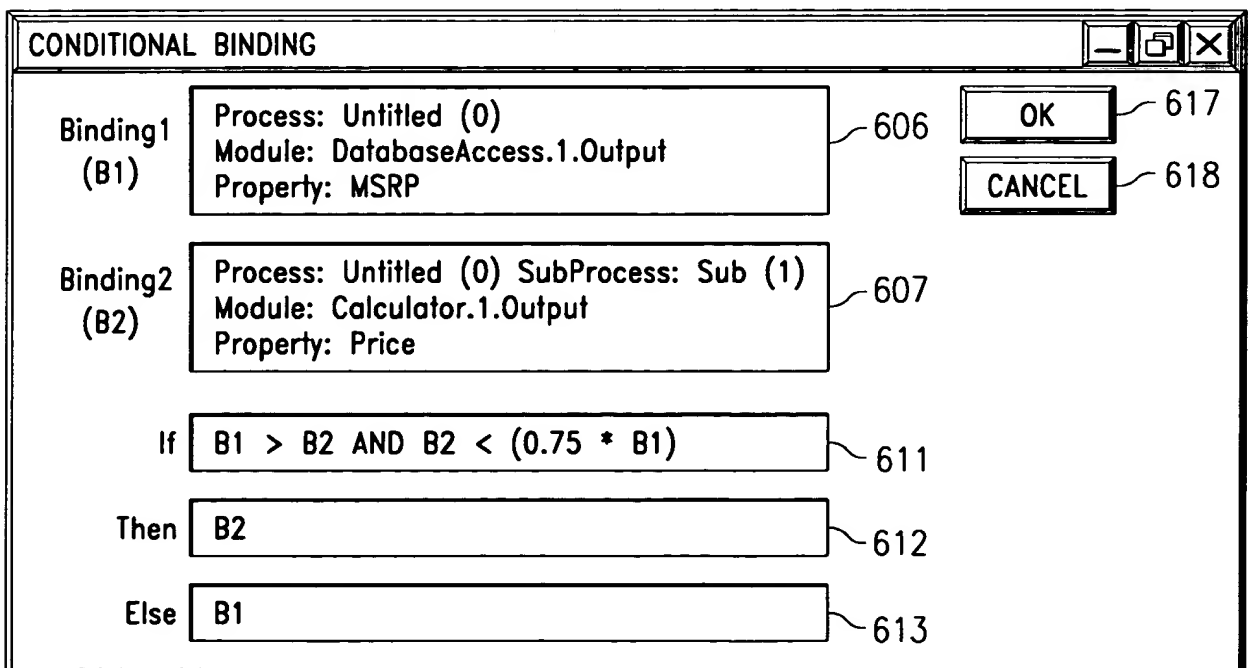 CONDITIONAL BINDING
Binding1
(B1)
Process: Untitled (0)
Module: DatabaseAccess.1.Output
Property: MSRP
606
OK
617
CANCEL
618
Binding2
(B2)
Process: Untitled (0) SubProcess: Sub (1)
Module: Calculator.1.Output
Property: Price
607
If
B1 > B2 AND B2 < (0.75 * B1)
611
Then
B2
612
Else
B1
613